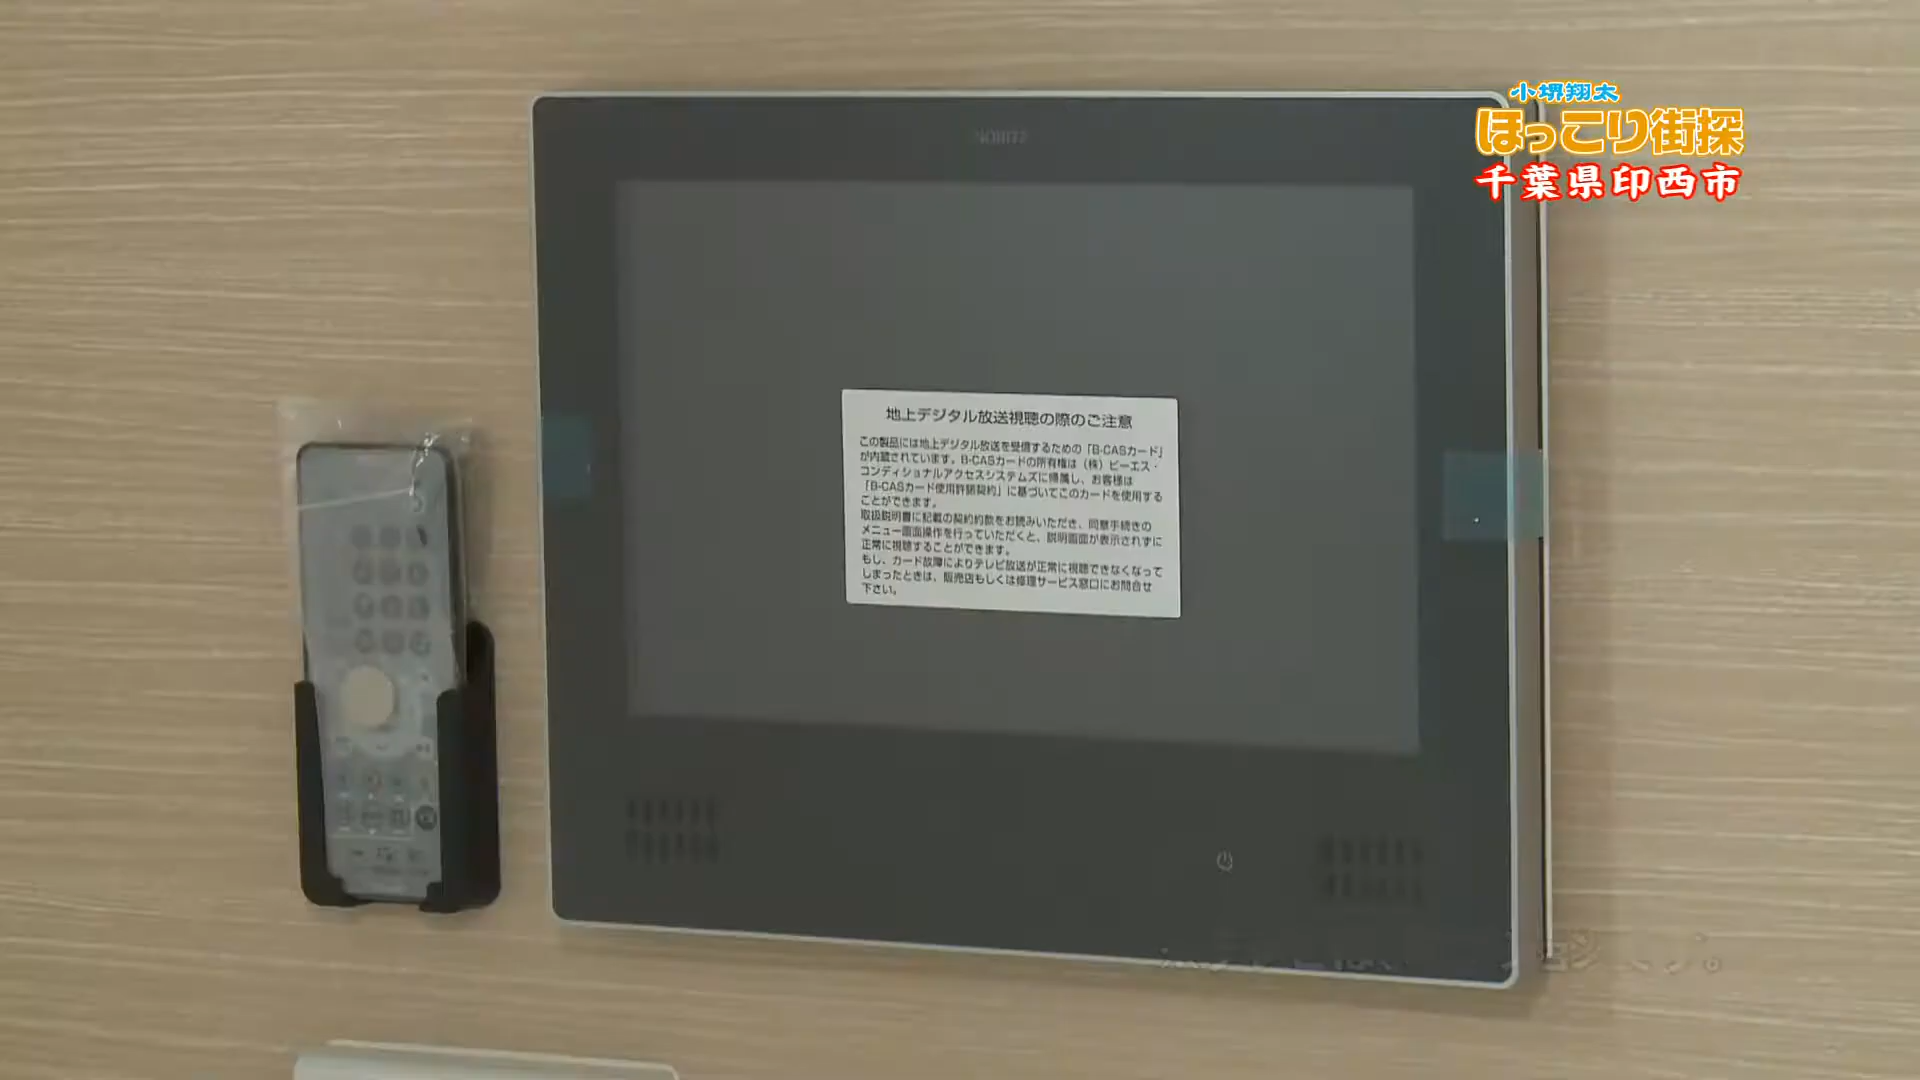 小堺翔太
ほっこり街探
千葉県印西市
NORITZ
地上デジタル放送視聴の際のご注意
この製品には地上デジタル放送を受信するための「B-CASカード」
が内蔵されています。B-CASカードの所有権は（株）ビーエス・
コンディショナルアクセスシステムズに帰属し、お客様は
「B-CASカード使用許諾契約」に基づいてこのカードを使用する
ことができます。
取扱説明書に記載の契約約款をお読みいただき、同意手続きの
メニュー画面操作を行っていただくと、説明画面が表示されずに
正常に視聴することができます。
もし、カード故障によりテレビ放送が正常に視聴できなくなって
しまったときは、販売店もしくは修理サービス窓口にお問合せ
下さい。